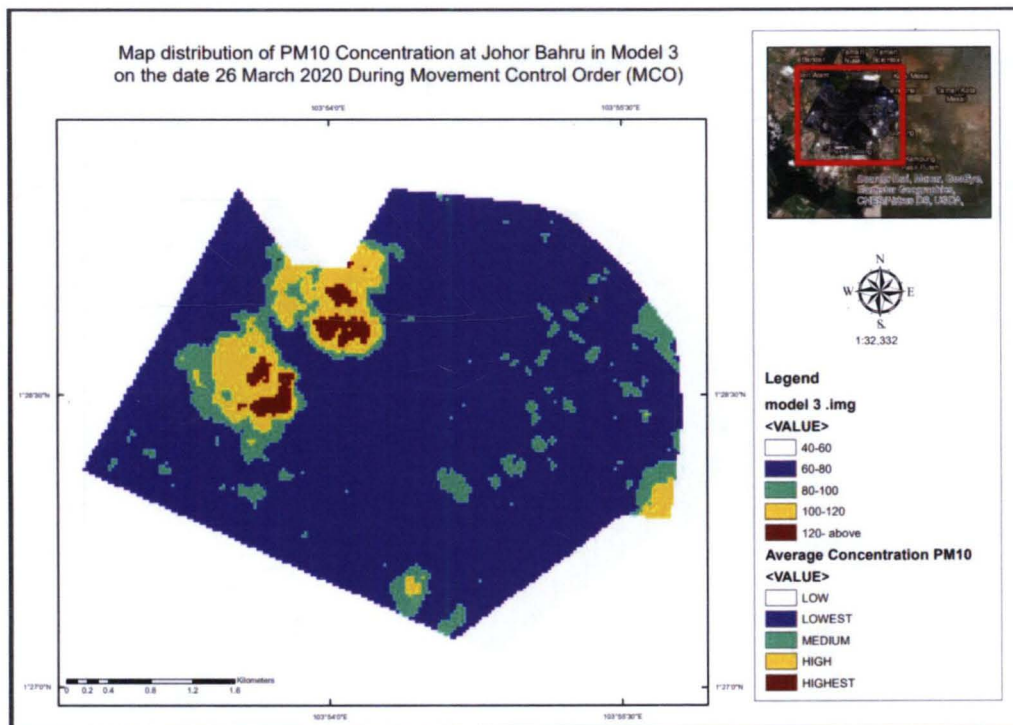 Map distribution of PM10 Concentration at Johor Bahru in Model 3
on the date 26 March 2020 During Movement Control Order (MCO)
103°54'0"E
103°55'30"E
1°28'30"N
1°28'30"N
1°27'0"N
1°27'0"N
103°54'0"E
103°55'30"E
Kilometers
0 0.2 0.4 0.8 1.2 1.6
CNES/Airbus DS, USDA,
N
W E
S
1:32,332
Legend
model 3 .img
<VALUE>
40-60
60-80
80-100
100-120
120- above
Average Concentration PM10
<VALUE>
LOW
LOWEST
MEDIUM
HIGH
HIGHEST